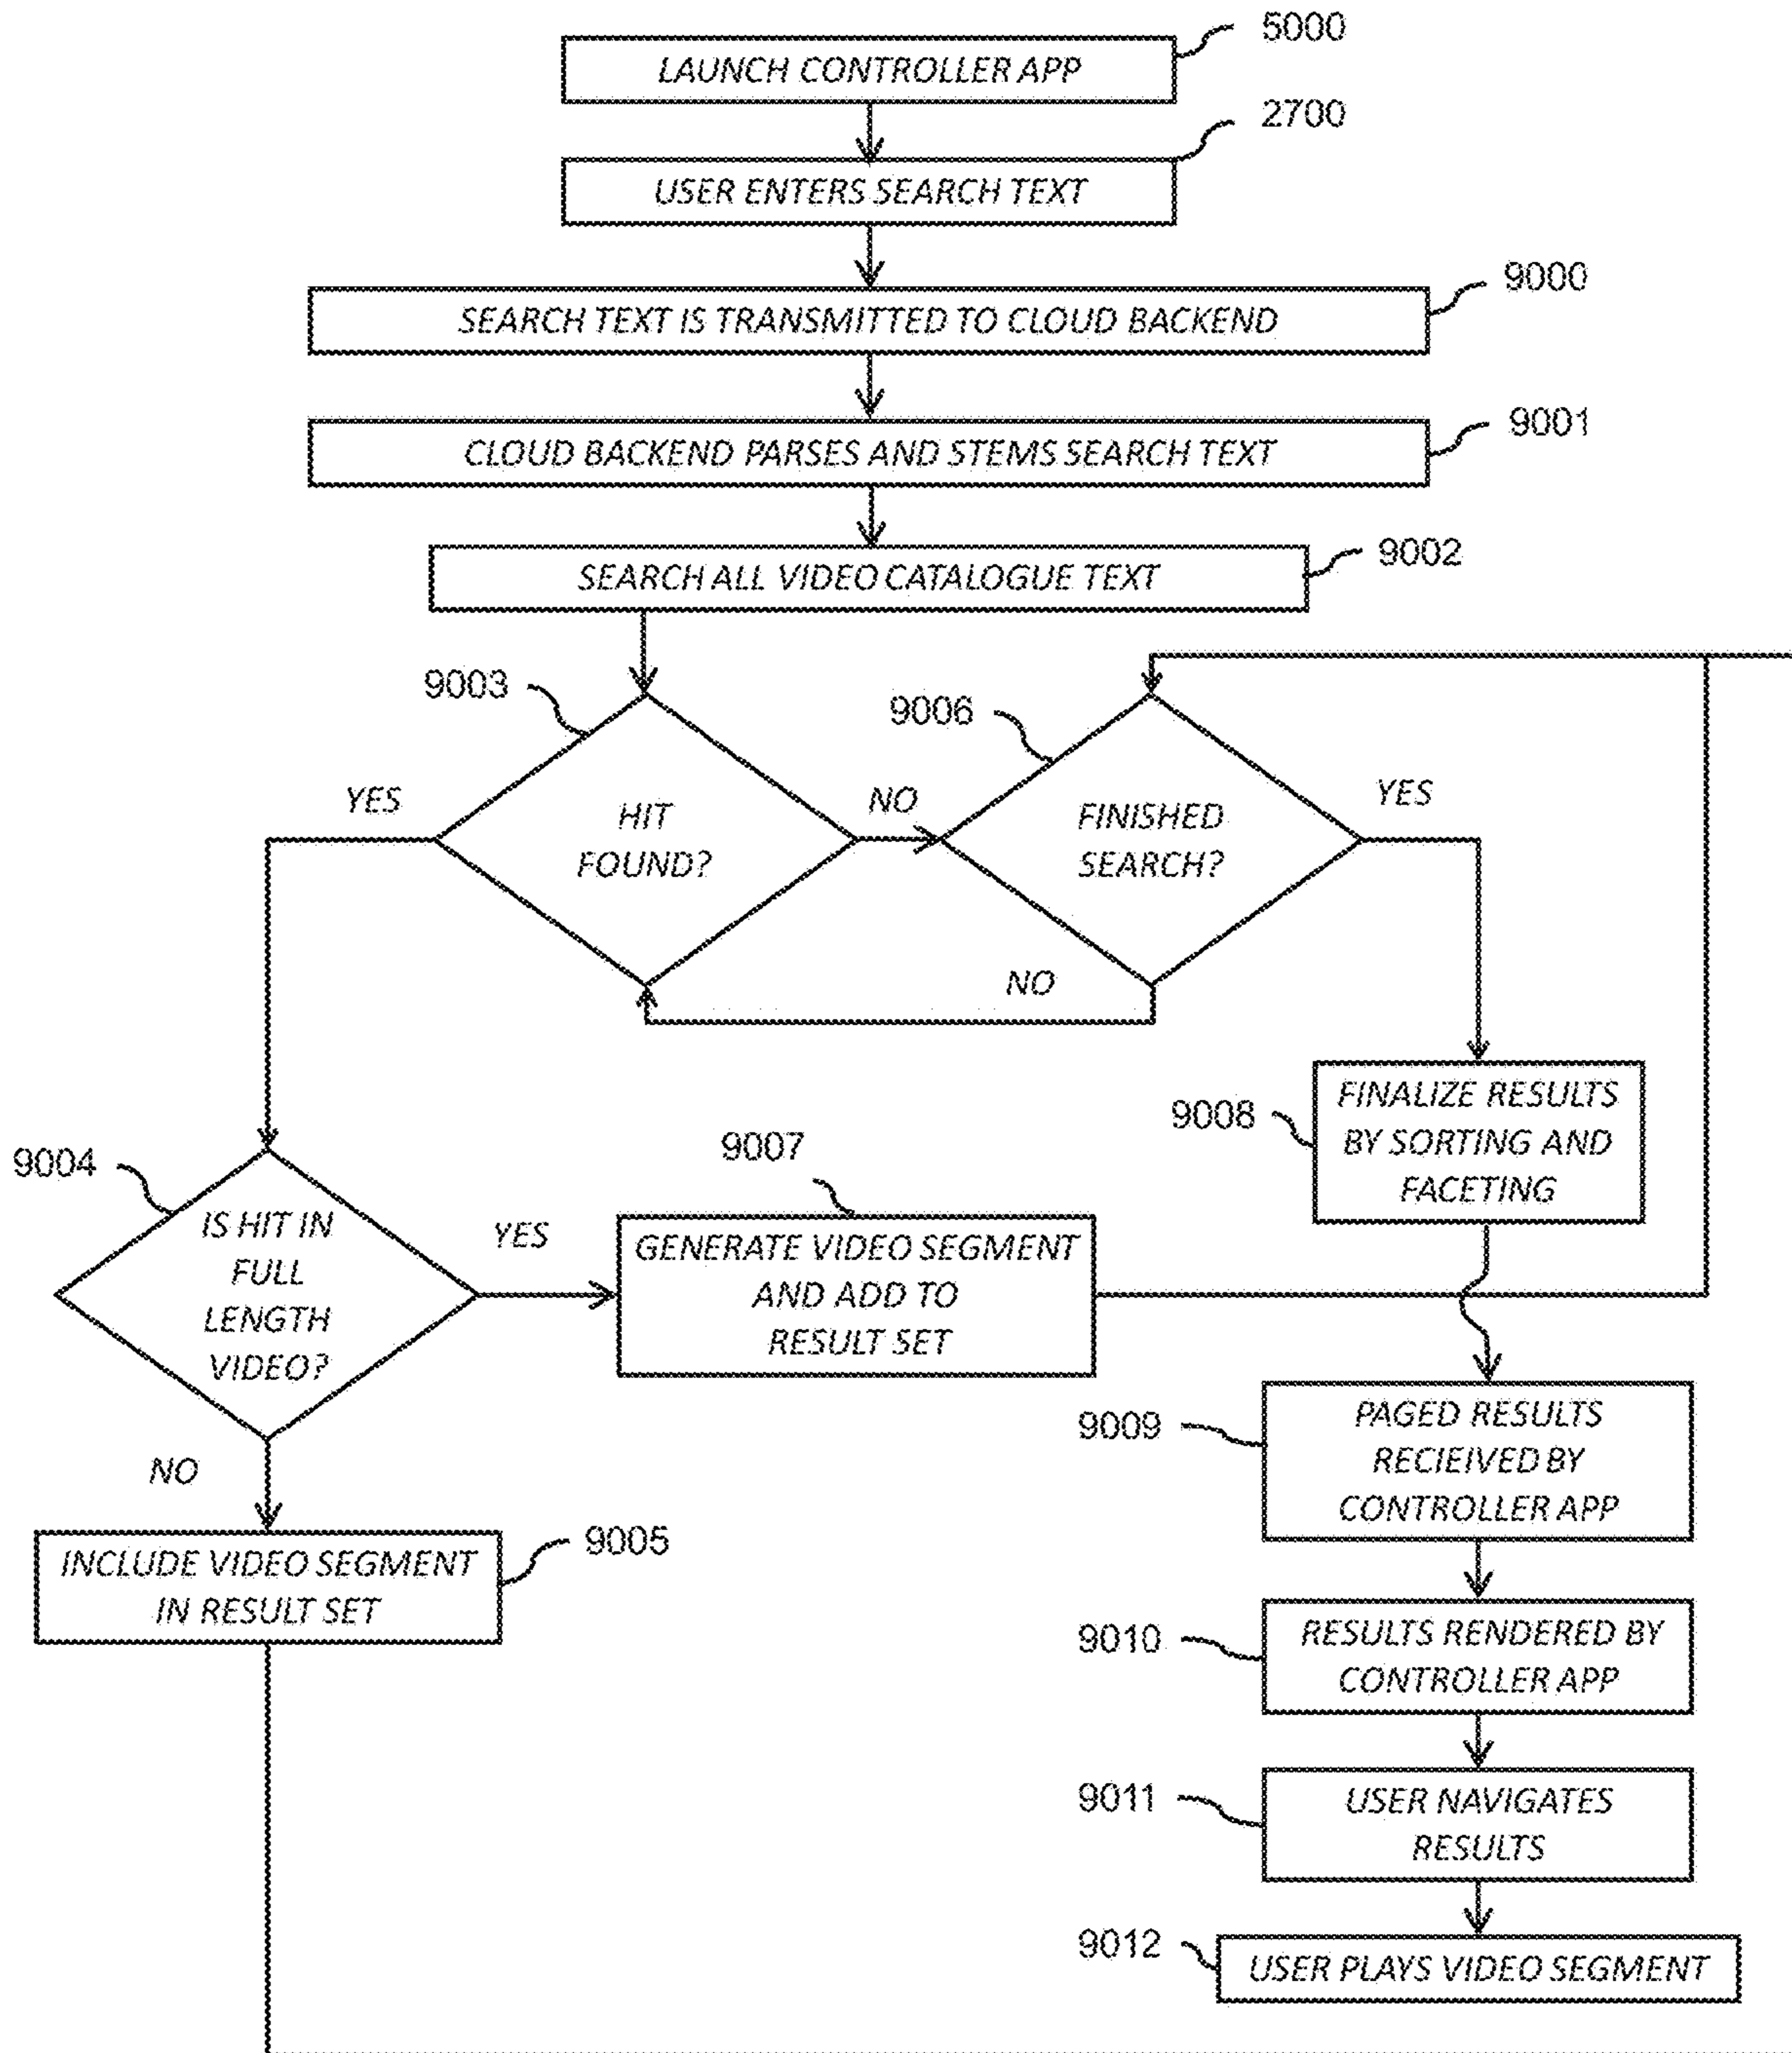 5000
LAUNCH CONTROLLER APP
2700
USER ENTERS SEARCH TEXT
9000
SEARCH TEXT IS TRANSMITTED TO CLOUD BACKEND
9001
CLOUD BACKEND PARSES AND STEMS SEARCH TEXT
9002
SEARCH ALL VIDEO CATALOGUE TEXT
9003
9006
YES
HIT
FOUND?
NO
FINISHED
SEARCH?
YES
NO
9008
FINALIZE RESULTS
BY SORTING AND
FACETING
9004
IS HIT IN
FULL
LENGTH
VIDEO?
YES
9007
GENERATE VIDEO SEGMENT
AND ADD TO
RESULT SET
NO
9009
PAGED RESULTS
RECIEIVED BY
CONTROLLER APP
9005
INCLUDE VIDEO SEGMENT
IN RESULT SET
9010
RESULTS RENDERED BY
CONTROLLER APP
9011
USER NAVIGATES
RESULTS
9012
USER PLAYS VIDEO SEGMENT